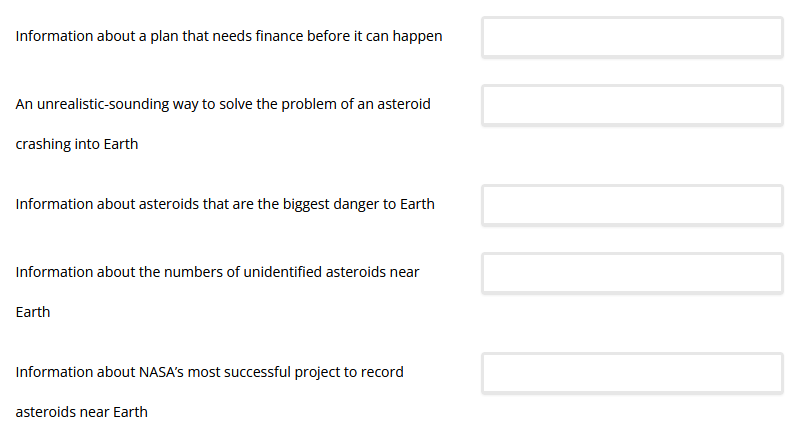 Information about a plan that needs finance before it can happen
An unrealistic-sounding way to solve the problem of an asteroid
crashing into Earth
Information about asteroids that are the biggest danger to Earth
Information about the numbers of unidentified asteroids near
Earth
Information about NASA’s most successful project to record
asteroids near Earth